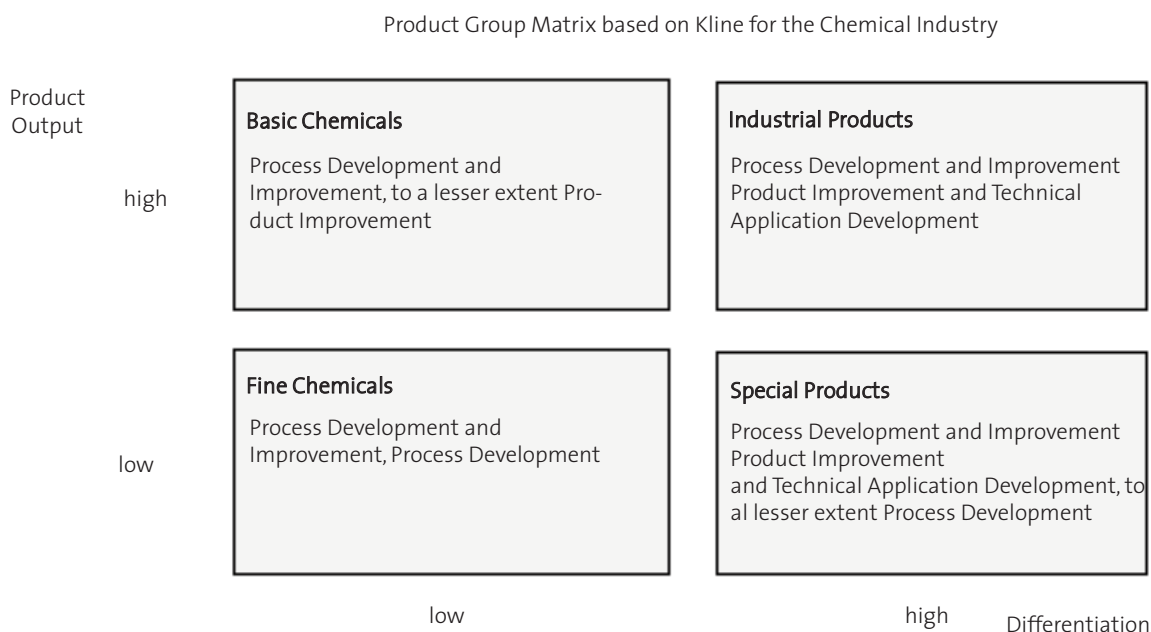 Product Group Matrix based on Kline for the Chemical Industry
Product
Output
high
Basic Chemicals
Process Development and
Improvement, to a lesser extent Pro-
duct Improvement
Industrial Products
Process Development and Improvement
Product Improvement and Technical
Application Development
low
Fine Chemicals
Process Development and
Improvement, Process Development
Special Products
Process Development and Improvement
Product Improvement
and Technical Application Development, to
al lesser extent Process Development
low
high
Differentiation